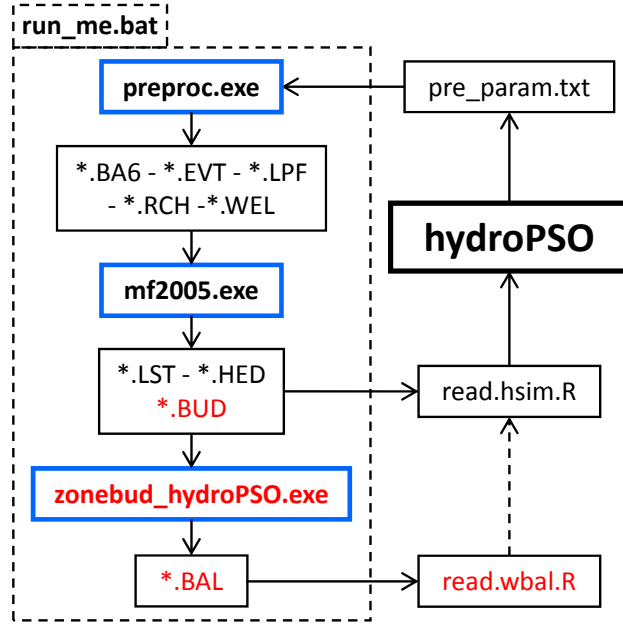 run_me.bat
preproc.exe
pre_param.txt
*.BA6 - *.EVT - *.LPF
- *.RCH -*.WEL
hydroPSO
mf2005.exe
*.LST - *.HED
*.BUD
read.hsim.R
zonebud_hydroPSO.exe
*.BAL
read.wbal.R